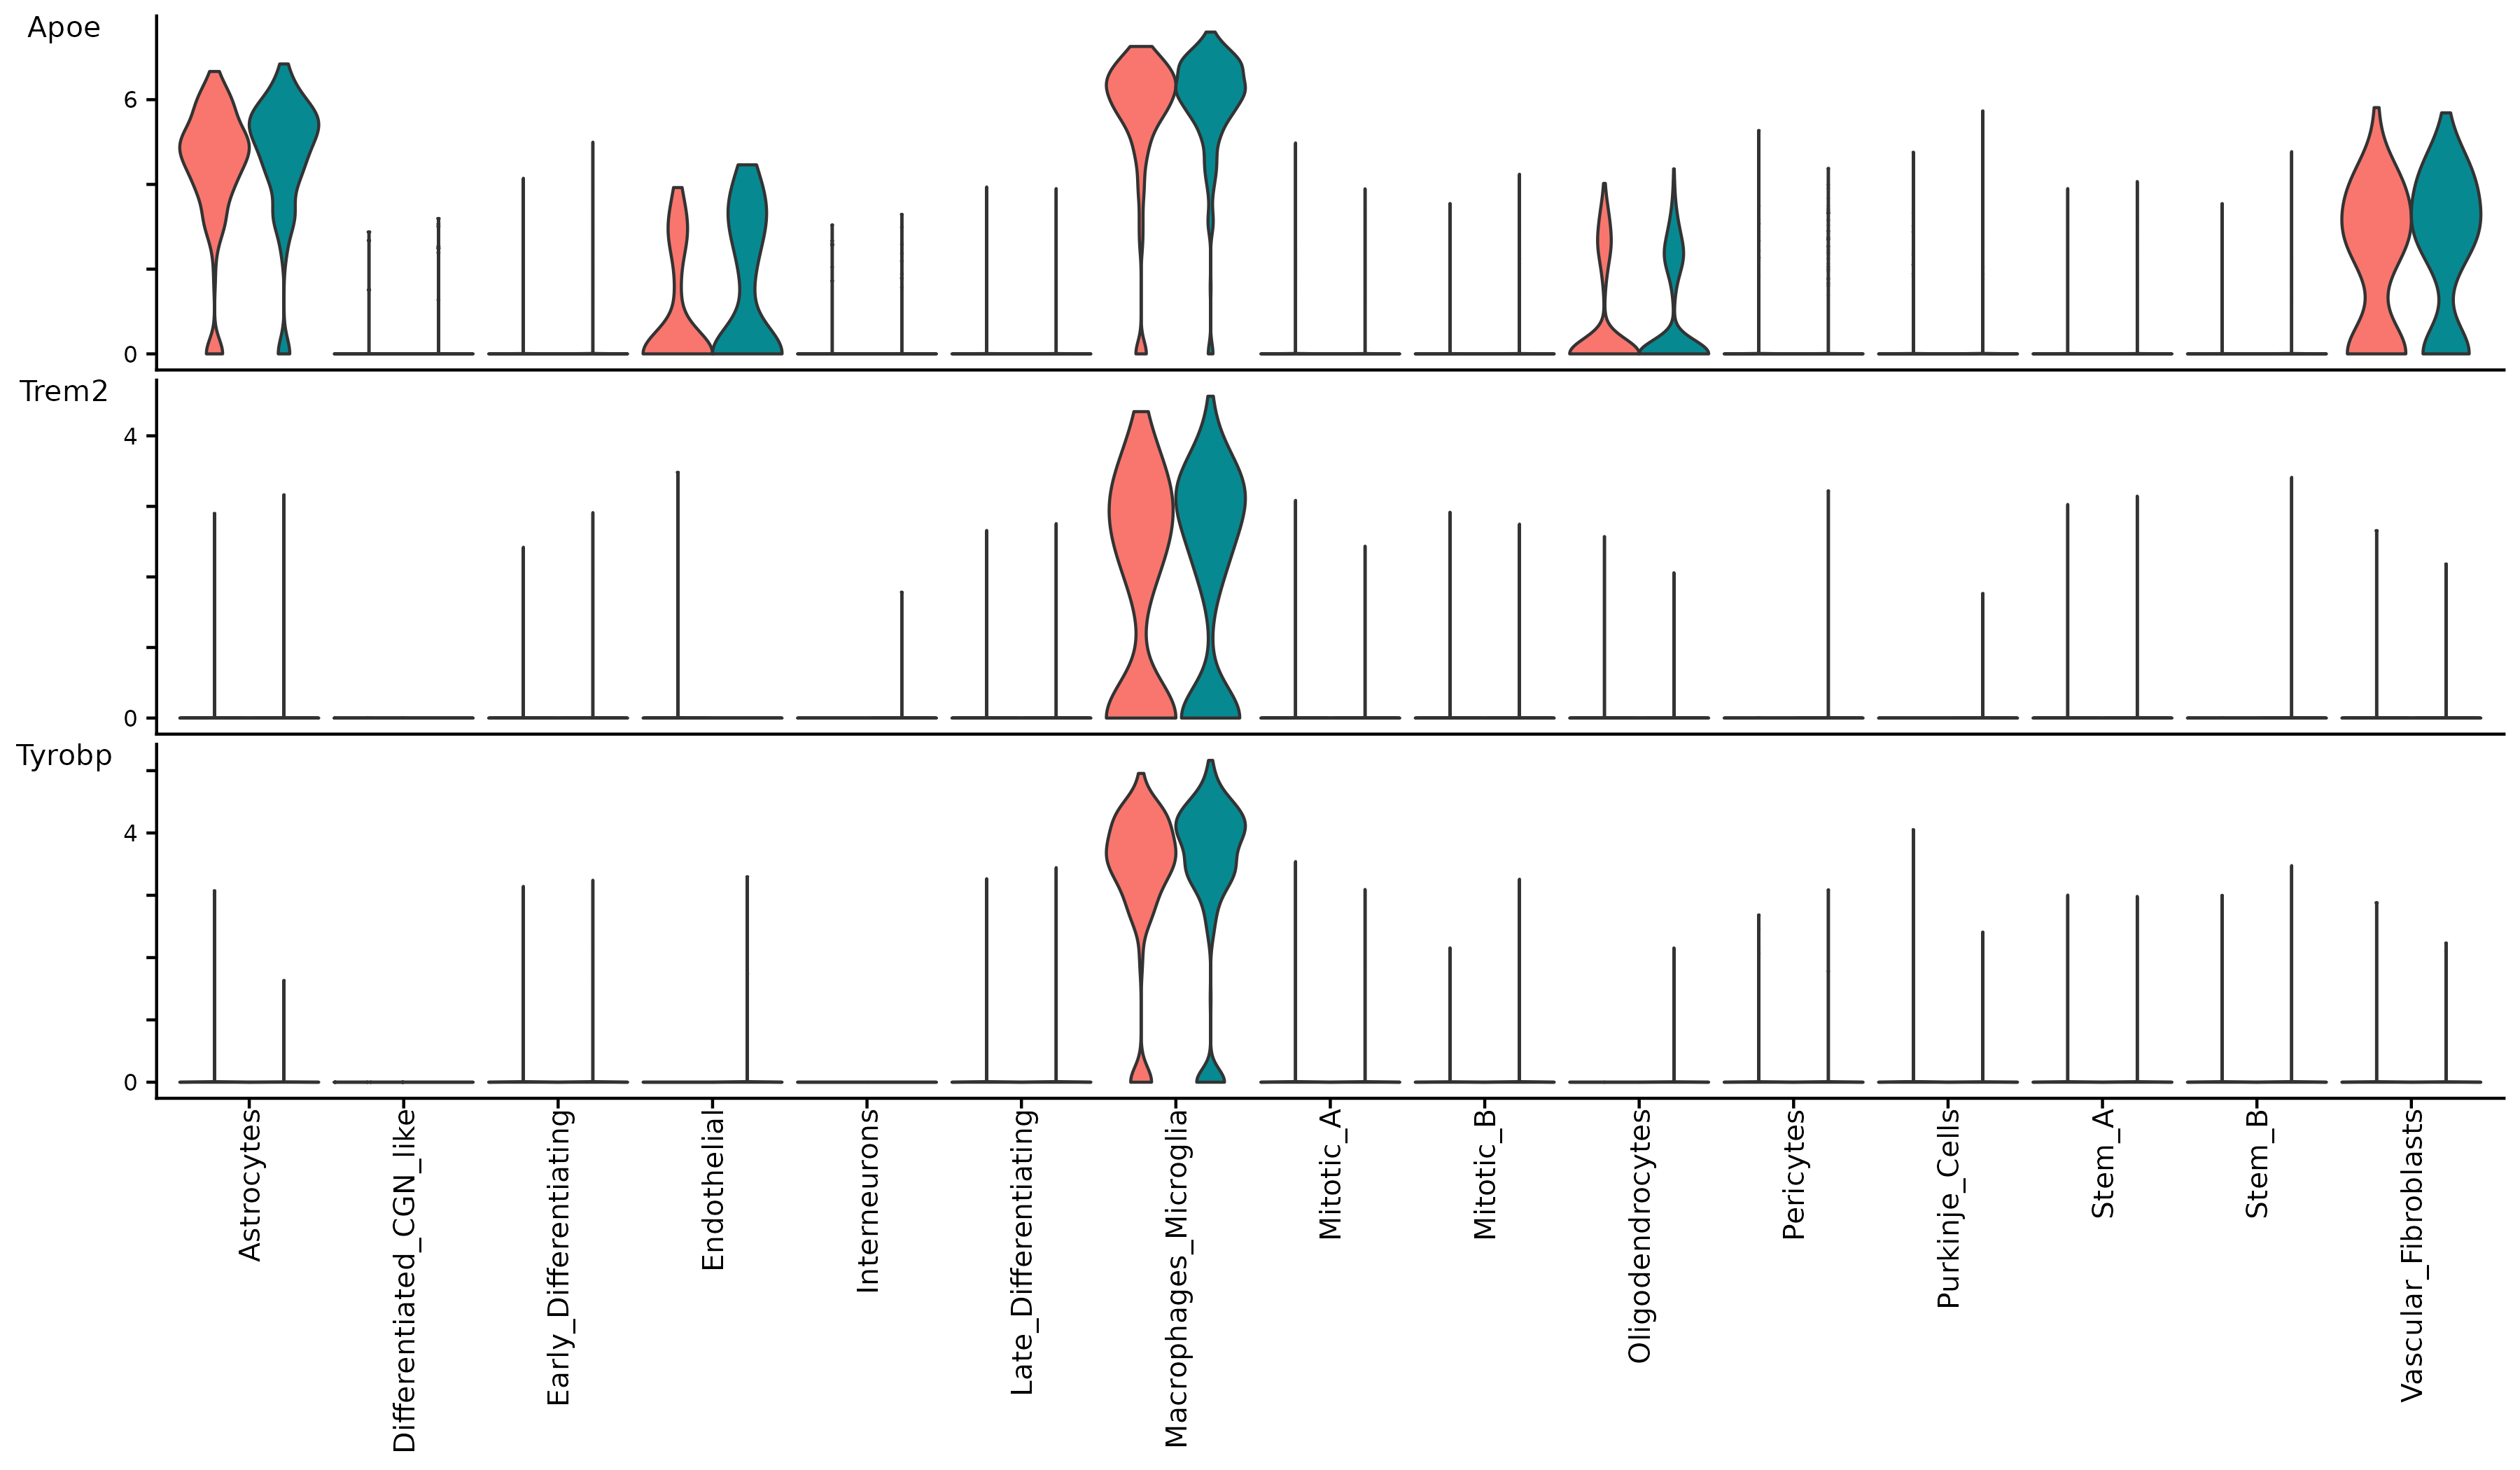 Apoe
6
0
Trem2
4
0
Tyrobp
4
0
Astrocytes
Differentiated_CGN_like
Early_Differentiating
Endothelial
Interneurons
Late_Differentiating
Macrophages_Microglia
Mitotic_A
Mitotic_B
Oligodendrocytes
Pericytes
Purkinje_Cells
Stem_A
Stem_B
Vascular_Fibroblasts